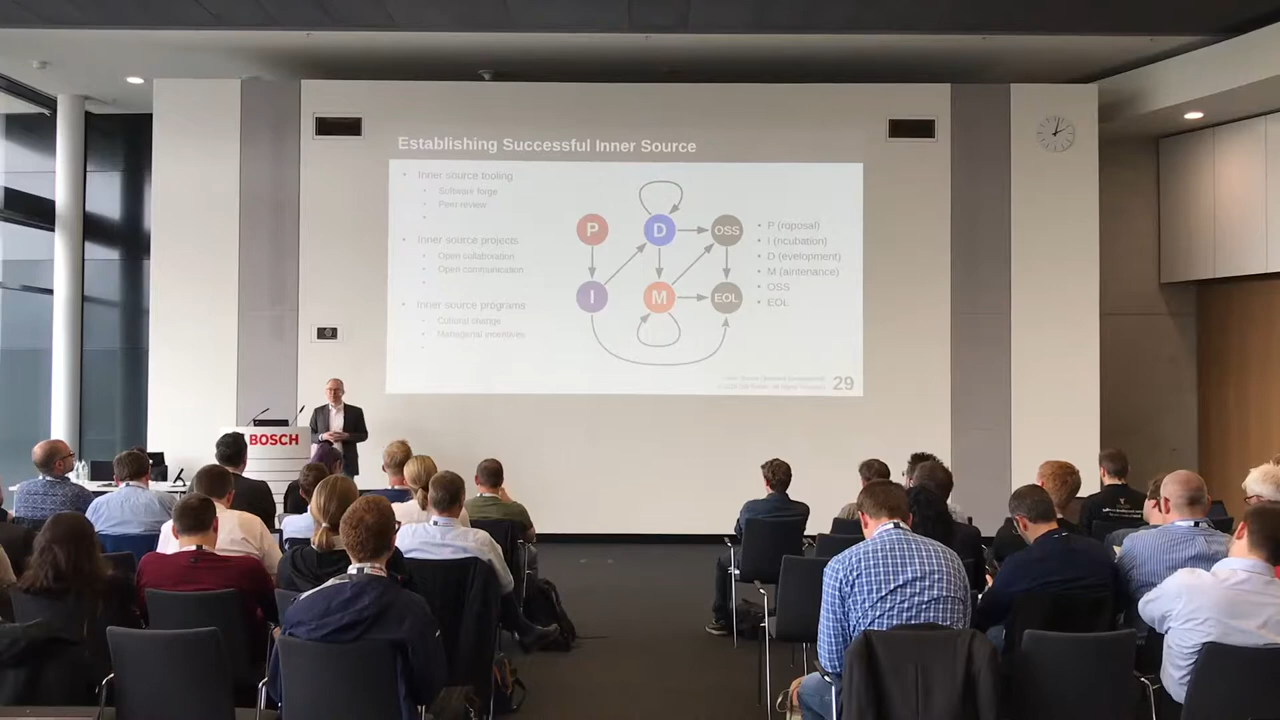 Establishing Successful Inner Source
Inner source tooling
Software forge
Peer review
Inner source projects
Open collaboration
Open communication
Inner source programs
Cultural change
Managerial incentives
P
D
OSS
I
M
EOL
P (roposal)
I (ncubation)
D (evelopment)
M (aintenance)
OSS
EOL
29
BOSCH